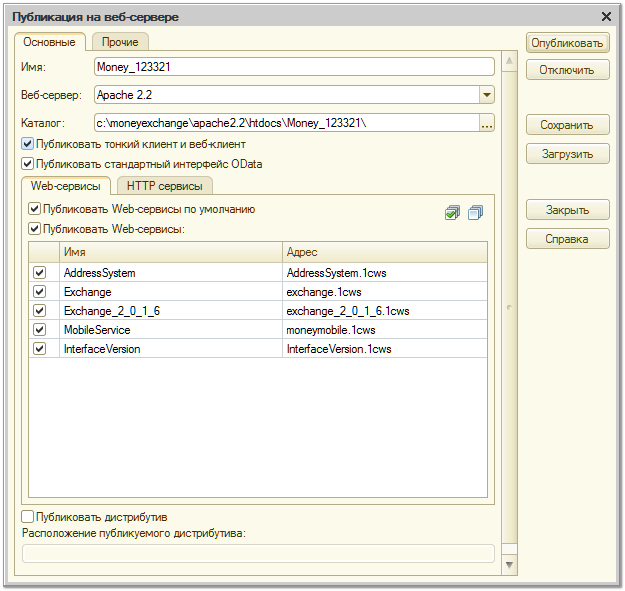 Публикация на веб-сервере
Основные Прочие
Опубликовать
Имя: Money_123321
Отключить
Веб-сервер: Apache 2.2
Каталог: c:\moneyexchange\apache2.2\htdocs\Money_123321\ ...
Сохранить
Публиковать тонкий клиент и веб-клиент
Загрузить
Публиковать стандартный интерфейс OData
Web-сервисы HTTP сервисы
Публиковать Web-сервисы по умолчанию
Закрыть
Публиковать Web-сервисы:
Справка
Имя Адрес
AddressSystem AddressSystem.1cws
Exchange exchange.1cws
Exchange_2_0_1_6 exchange_2_0_1_6.1cws
MobileService moneymobile.1cws
InterfaceVersion InterfaceVersion.1cws
Публиковать дистрибутив
Расположение публикуемого дистрибутива: